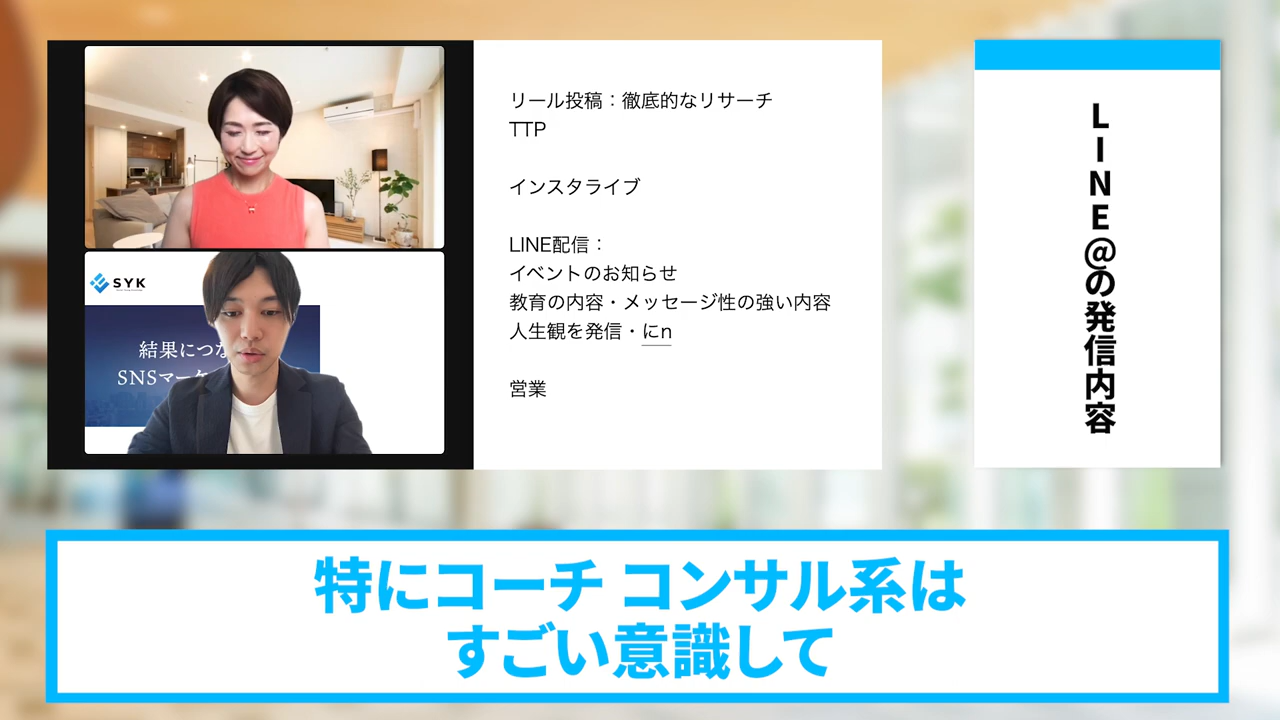 リール投稿：徹底的なリサーチ
TTP
インスタライブ
LINE配信：
イベントのお知らせ
教育の内容・メッセージ性の強い内容
人生観を発信・にn
営業
SYK
結果につな
SNSマーケ
LINE@の発信内容
特にコーチ コンサル系は
すごい意識して